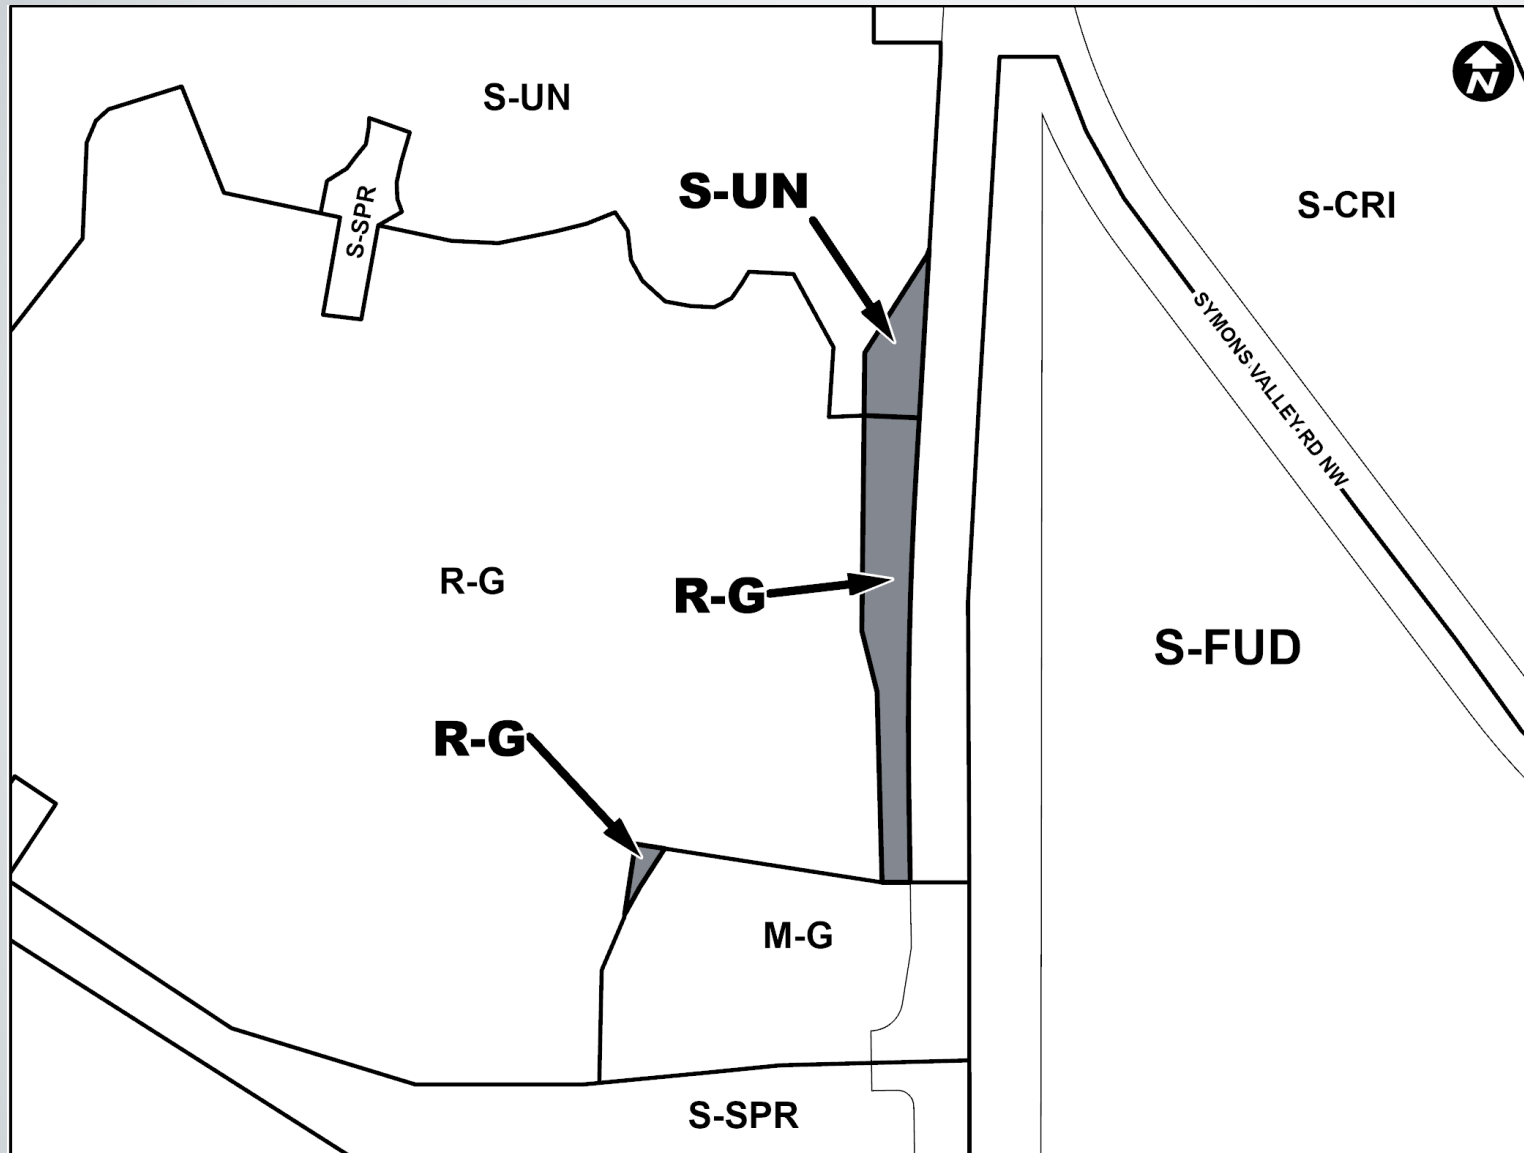 S-UN
N
S-SPR
S-UN
S-CRI
SYMONS VALLEY RD NW
R-G
R-G
S-FUD
R-G
M-G
S-SPR